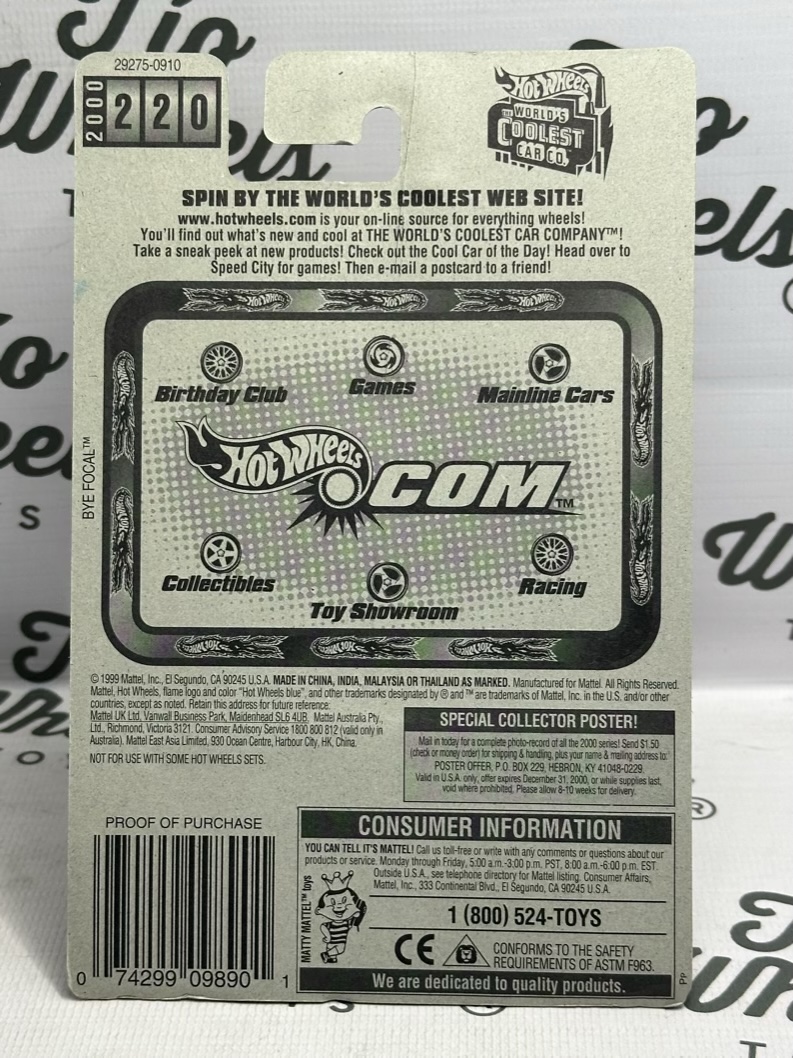 29275-0910
2000
220
HOT WHEELS
WORLD'S
COOLEST
CAR CO.
SPIN BY THE WORLD'S COOLEST WEB SITE!
www.hotwheels.com is your on-line source for everything wheels!
You'll find out what's new and cool at THE WORLD'S COOLEST CAR COMPANY™!
Take a sneak peek at new products! Check out the Cool Car of the Day! Head over to
Speed City for games! Then e-mail a postcard to a friend!
HOT WHEELS HOT WHEELS HOT WHEELS
Birthday Club
Games
Mainline Cars
HOT WHEELS .COM™
BYE FOCAL™
Collectibles
Toy Showroom
Racing
HOT WHEELS HOT WHEELS HOT WHEELS
© 1999 Mattel, Inc., El Segundo, CA 90245 U.S.A. MADE IN CHINA, INDIA, MALAYSIA OR THAILAND AS MARKED. Manufactured for Mattel. All Rights Reserved.
Mattel, Hot Wheels, flame logo and color "Hot Wheels blue", and other trademarks designated by ® and ™ are trademarks of Mattel, Inc. in the U.S. and/or other
countries, except as noted. Retain this address for future reference:
Mattel UK Ltd, Vanwall Business Park, Maidenhead SL6 4UB. Mattel Australia Pty.,
Ltd., Richmond, Victoria 3121. Consumer Advisory Service 1800 800 812 (valid only in
Australia). Mattel East Asia Limited, 930 Ocean Centre, Harbour City, HK, China.
NOT FOR USE WITH SOME HOT WHEELS SETS.
SPECIAL COLLECTOR POSTER!
Mail in today for a complete photo-record of all the 2000 series! Send $1.50
(check or money order) for shipping & handling, plus your name & mailing address to:
POSTER OFFER, P.O. BOX 229, HEBRON, KY 41048-0229.
Valid in U.S.A. only, offer expires December 31, 2000, or while supplies last,
void where prohibited. Please allow 8-10 weeks for delivery.
PROOF OF PURCHASE
0 74299 09890 1
CONSUMER INFORMATION
YOU CAN TELL IT'S MATTEL! Call us toll-free or write with any comments or questions about our
products or service. Monday through Friday, 5:00 a.m.-3:00 p.m. PST, 8:00 a.m.-6:00 p.m. EST.
Outside U.S.A., see telephone directory for Mattel listing. Consumer Affairs,
Mattel, Inc., 333 Continental Blvd., El Segundo, CA 90245 U.S.A.
MATTY MATTEL™ toys
1 (800) 524-TOYS
CE
CONFORMS TO THE SAFETY
REQUIREMENTS OF ASTM F963.
We are dedicated to quality products.
PP